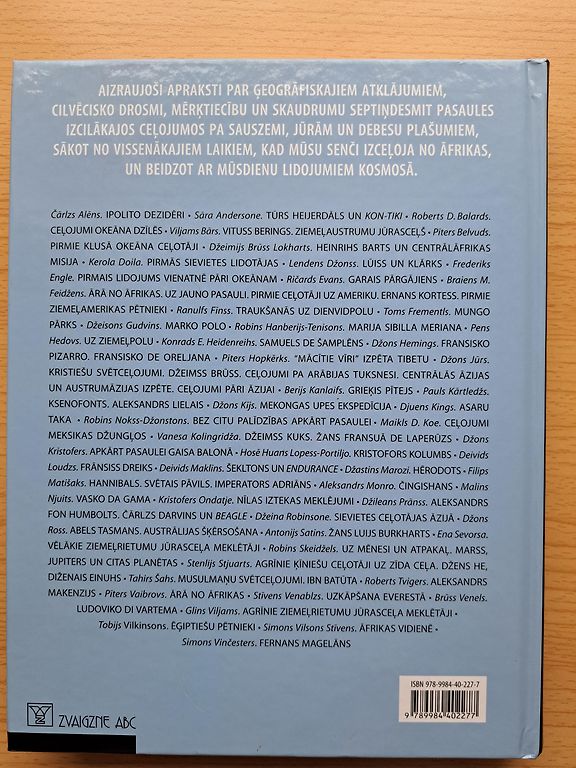 AIZRAUJOŠI APRAKSTI PAR ĢEOGRĀFISKAJIEM ATKLĀJUMIEM,
CILVĒCISKO DROSMI, MĒRĶTIECĪBU UN SKAUDRUMU SEPTIŅDESMIT PASAULES
IZCILĀKAJOS CEĻOJUMOS PA SAUSZEMI, JŪRĀM UN DEBESU PLAŠUMIEM,
SĀKOT NO VISSENĀKAJIEM LAIKIEM, KAD MŪSU SENČI IZCEĻOJA NO ĀFRIKAS,
UN BEIDZOT AR MŪSDIENU LIDOJUMIEM KOSMOSĀ.
Čārlzs Alēns. IPOLITO DEZIDĒRI • Sāra Andersone. TŪRS HEIJERDĀLS UN KON-TIKI • Roberts D. Balards.
CEĻOJUMI OKEĀNA DZĪLĒS • Viljams Bārs. VITUSS BERINGS. ZIEMEĻAUSTRUMU JŪRASCEĻŠ • Pīters Belvuds.
PIRMIE KLUSĀ OKEĀNA CEĻOTĀJI • Džeimijs Brūss Lokharts. HEINRIHS BARTS UN CENTRĀLĀFRIKAS
MISIJA • Kerola Doila. PIRMĀS SIEVIETES LIDOTĀJAS • Lendens Džonss. LŪISS UN KLĀRKS • Frederiks
Engle. PIRMAIS LIDOJUMS VIENATNĒ PĀRI OKEĀNAM • Ričards Evans. GARAIS PĀRGĀJIENS • Braiens M.
Feidžens. ĀRĀ NO ĀFRIKAS. UZ JAUNO PASAULI. PIRMIE CEĻOTĀJI UZ AMERIKU. ERNANS KORTESS. PIRMIE
ZIEMEĻAMERIKAS PĒTNIEKI • Ranulfs Finss. TRAUKŠANĀS UZ DIENVIDPOLU • Toms Frementls. MUNGO
PĀRKS • Džeisons Gudvins. MARKO POLO • Robins Hanberijs-Tenisons. MARIJA SIBILLA MERIANA • Pens
Hedovs. UZ ZIEMEĻPOLU • Konrads E. Heidenreihs. SAMUELS DE ŠAMPLĒNS • Džons Hemings. FRANSISKO
PIZARRO. FRANSISKO DE ORELJANA • Pīters Hopkērks. "MĀCĪTIE VĪRI" IZPĒTA TIBETU • Džons Jūrs.
KRISTIEŠU SVĒTCEĻOJUMI. DŽEIMSS BRŪSS. CEĻOJUMI PA ARĀBIJAS TUKSNESI. CENTRĀLĀS ĀZIJAS
UN AUSTRUMĀZIJAS IZPĒTE. CEĻOJUMI PĀRI ĀZIJAI • Berijs Kanlaifs. GRIEĶIS PĪTEJS • Pauls Kārtledžs.
KSENOFONTS. ALEKSANDRS LIELAIS • Džons Kijs. MEKONGAS UPES EKSPEDĪCIJA • Djuens Kings. ASARU
TAKA • Robins Nokss-Džonstons. BEZ CITU PALĪDZĪBAS APKĀRT PASAULEI • Maikls D. Koe. CEĻOJUMI
MEKSIKAS DŽUNGĻOS • Vanesa Kolingridža. DŽEIMSS KUKS. ŽANS FRANSUĀ DE LAPERŪZS • Džons
Kristofers. APKĀRT PASAULEI GAISA BALONĀ • Hosē Huans Lopess-Portiljo. KRISTOFORS KOLUMBS • Deivids
Loudzs. FRĀNSISS DREIKS • Deivids Maklins. ŠEKLTONS UN ENDURANCE • Džastins Marozi. HĒRODOTS • Filips
Matišaks. HANNIBALS. SVĒTAIS PĀVILS. IMPERATORS ADRIĀNS • Aleksandrs Monro. ČINGISHANS • Malins
Njuits. VASKO DA GAMA • Kristofers Ondatje. NĪLAS IZTEKAS MEKLĒJUMI • Džileans Prānss. ALEKSANDRS
FON HUMBOLTS. ČĀRLZS DARVINS UN BEAGLE • Džeina Robinsone. SIEVIETES CEĻOTĀJAS ĀZIJĀ • Džons
Ross. ABELS TASMANS. AUSTRĀLIJAS ŠĶĒRSOŠANA • Antonijs Satins. ŽANS LUIJS BURKHARTS • Ena Sevorsa.
VĒLĀKIE ZIEMEĻRIETUMU JŪRASCEĻA MEKLĒTĀJI • Robins Skeidžels. UZ MĒNESI UN ATPAKAĻ. MARSS,
JUPITERS UN CITAS PLANĒTAS • Stenlijs Stjuarts. AGRĪNIE ĶĪNIEŠU CEĻOTĀJI UZ ZĪDA CEĻA. DŽENS HE,
DIŽENAIS EINUHS • Tahirs Šahs. MUSULMAŅU SVĒTCEĻOJUMI. IBN BATŪTA • Roberts Tvigers. ALEKSANDRS
MAKENZIJS • Pīters Vaibrovs. ĀRĀ NO ĀFRIKAS • Stīvens Venablzs. UZKĀPŠANA EVERESTĀ • Brūss Venels.
LUDOVIKO DI VARTEMA • Glins Viljams. AGRĪNIE ZIEMEĻRIETUMU JŪRASCEĻA MEKLĒTĀJI •
Tobijs Vilkinsons. ĒĢIPTIEŠU PĒTNIEKI • Simons Vilsons Stīvens. ĀFRIKAS VIDIENĒ •
Simons Vinčesters. FERNANS MAGELĀNS
ISBN 978-9984-40-227-7
9 789984 402277
ZVAIGZNE ABC